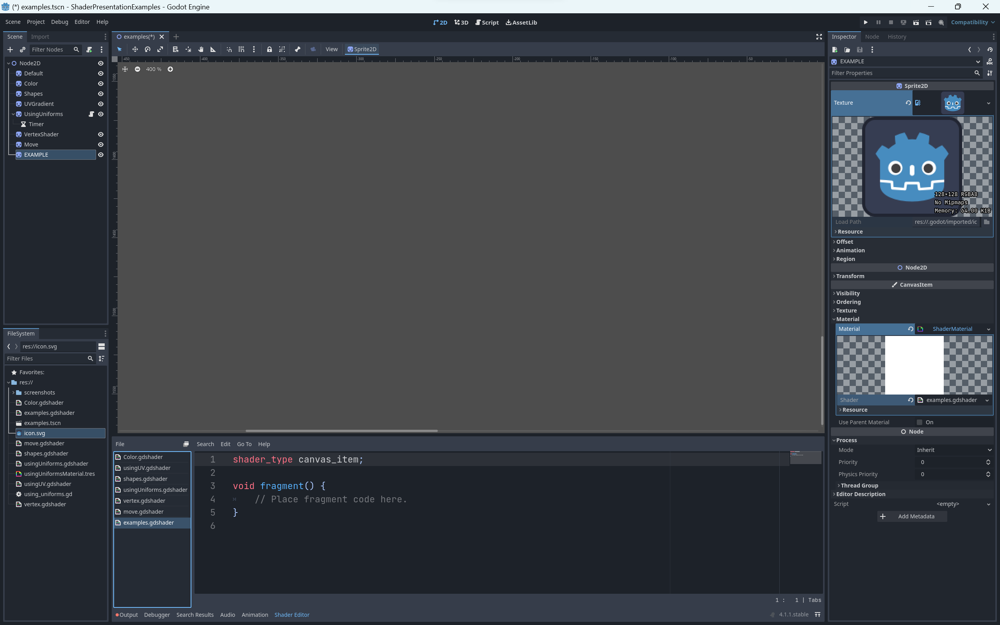 (*) examples.tscn - ShaderPresentationExamples - Godot Engine
Scene Project Debug Editor Help
2D 3D Script AssetLib
Compatibility
Scene Import
Filter Nodes
Node2D
Default
Color
Shapes
UVGradient
UsingUniforms
Timer
VertexShader
Move
EXAMPLE
FileSystem
res://icon.svg
Filter Files
Favorites:
res://
screenshots
Color.gdshader
examples.gdshader
examples.tscn
icon.svg
move.gdshader
shapes.gdshader
usingUniforms.gdshader
usingUniformsMaterial.tres
usingUV.gdshader
using_uniforms.gd
vertex.gdshader
examples(*)
View Sprite2D
-450 -400 -350 -300 -250 -200 -150 -100 -50
400 %
1350
1400
1450
1500
1550
File Search Edit Go To Help
Color.gdshader
usingUV.gdshader
shapes.gdshader
usingUniforms.gdshader
vertex.gdshader
move.gdshader
examples.gdshader
1 shader_type canvas_item;
2
3 void fragment() {
4 // Place fragment code here.
5 }
6
1 : 1 | Tabs
Output Debugger Search Results Audio Animation Shader Editor
4.1.1.stable
Inspector Node History
EXAMPLE
DOC
Filter Properties
Sprite2D
Texture
128×128 RGBA8
No Mipmaps
Memory: 64.00 KiB
Load Path res://.godot/imported/ic
Resource
Offset
Animation
Region
Node2D
Transform
CanvasItem
Visibility
Ordering
Texture
Material
Material ShaderMaterial
Shader examples.gdshader
Resource
Use Parent Material On
Node
Process
Mode Inherit
Priority 0
Physics Priority 0
Thread Group
Editor Description
Script <empty>
Add Metadata